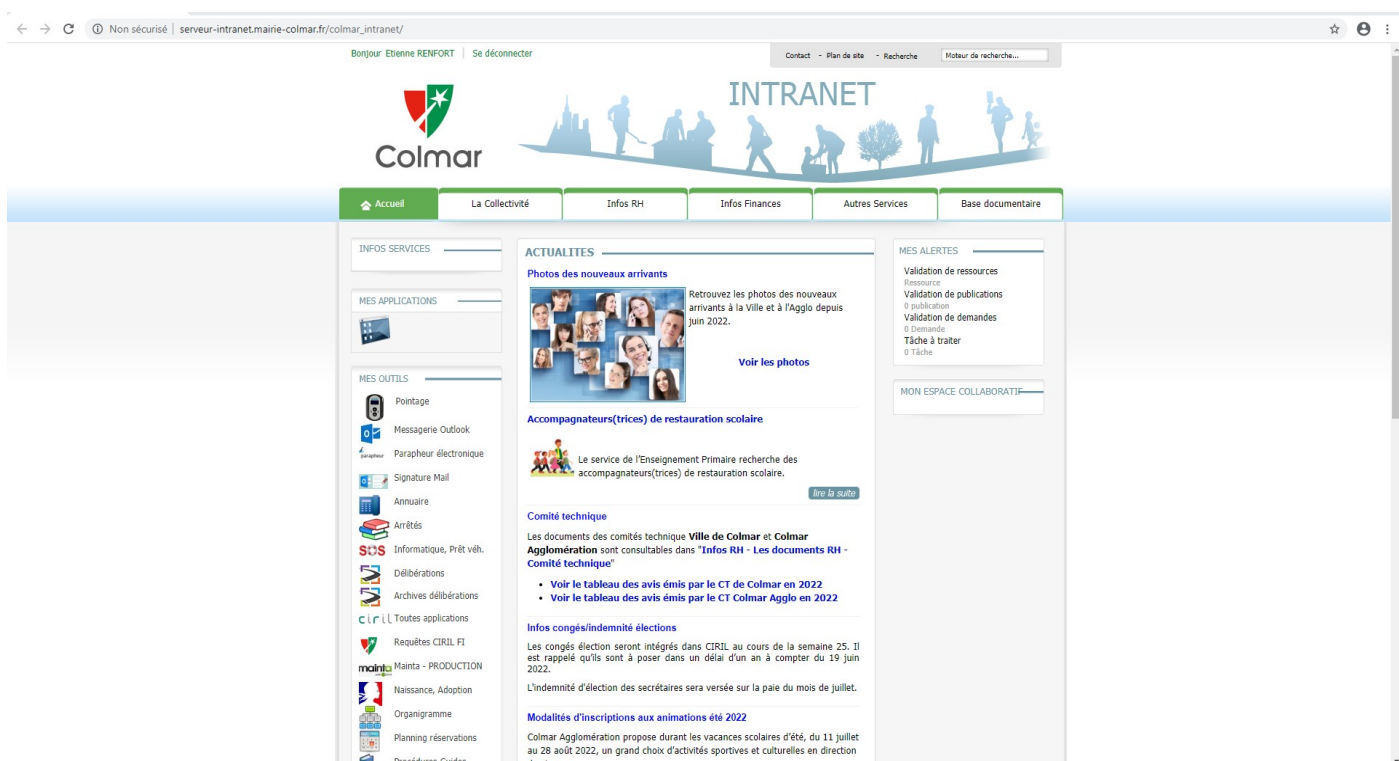 Non sécurisé | serveur-intranet.mairie-colmar.fr/colmar_intranet/
Bonjour Etienne RENFORT | Se déconnecter
Contact - Plan de site - Recherche
Moteur de recherche...
Colmar
INTRANET
Accueil
La Collectivité
Infos RH
Infos Finances
Autres Services
Base documentaire
INFOS SERVICES
MES APPLICATIONS
MES OUTILS
Pointage
Messagerie Outlook
parapheur
Parapheur électronique
Signature Mail
Annuaire
Arrêtés
SOS
Informatique, Prêt véh.
Délibérations
Archives délibérations
ciril
Toutes applications
Requêtes CIRIL FI
mainta
Mainta - PRODUCTION
Naissance, Adoption
Organigramme
Planning réservations
Procédures Guides
ACTUALITES
Photos des nouveaux arrivants
Retrouvez les photos des nouveaux
arrivants à la Ville et à l'Agglo depuis
juin 2022.
Voir les photos
Accompagnateurs(trices) de restauration scolaire
Le service de l'Enseignement Primaire recherche des
accompagnateurs(trices) de restauration scolaire.
lire la suite
Comité technique
Les documents des comités technique Ville de Colmar et Colmar
Agglomération sont consultables dans "Infos RH - Les documents RH -
Comité technique"
• Voir le tableau des avis émis par le CT de Colmar en 2022
• Voir le tableau des avis émis par le CT Colmar Agglo en 2022
Infos congés/indemnité élections
Les congés élection seront intégrés dans CIRIL au cours de la semaine 25. Il
est rappelé qu'ils sont à poser dans un délai d'un an à compter du 19 juin
2022.
L'indemnité d'élection des secrétaires sera versée sur la paie du mois de juillet.
Modalités d'inscriptions aux animations été 2022
Colmar Agglomération propose durant les vacances scolaires d'été, du 11 juillet
au 28 août 2022, un grand choix d'activités sportives et culturelles en direction
MES ALERTES
Validation de ressources
Ressource
Validation de publications
0 publication
Validation de demandes
0 Demande
Tâche à traiter
0 Tâche
MON ESPACE COLLABORATIF